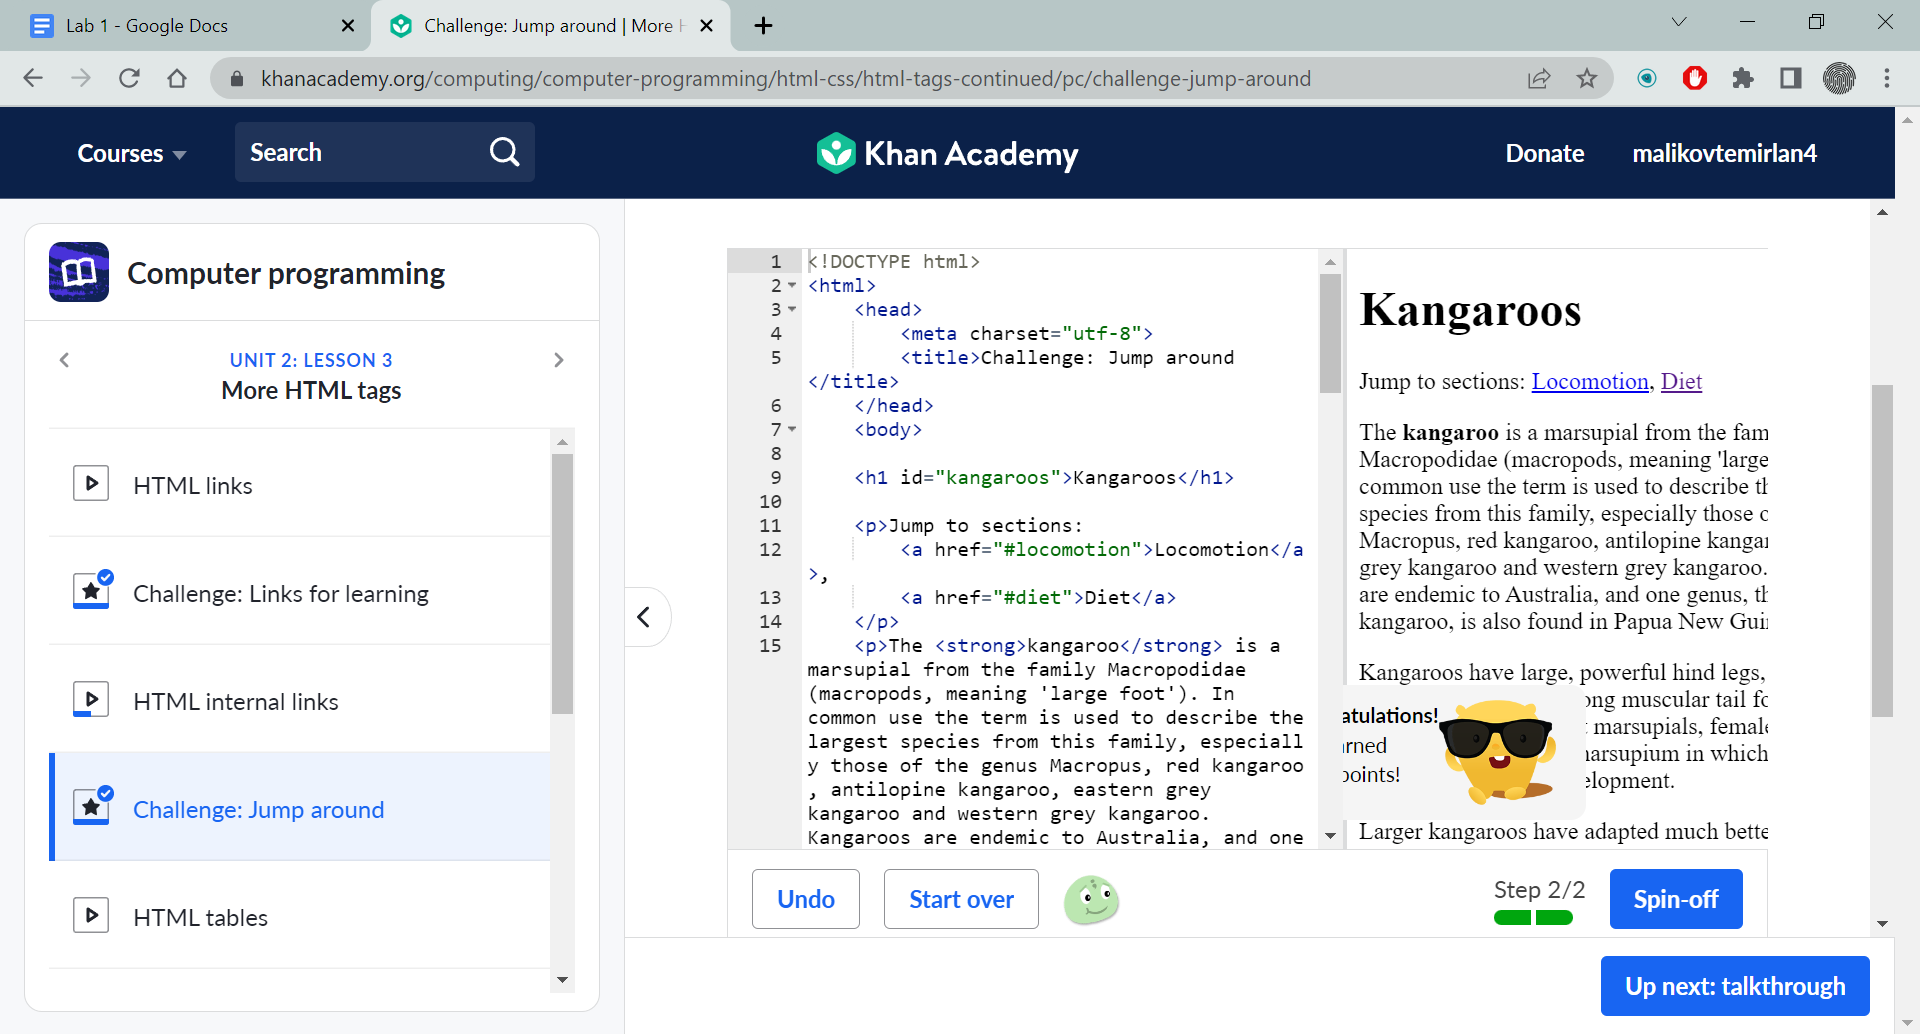 Lab 1 - Google Docs
Challenge: Jump around | More
khanacademy.org/computing/computer-programming/html-css/html-tags-continued/pc/challenge-jump-around
Courses
Search
Khan Academy
Donate
malikovtemirlan4
Computer programming
UNIT 2: LESSON 3
More HTML tags
HTML links
Challenge: Links for learning
HTML internal links
Challenge: Jump around
HTML tables
1 <!DOCTYPE html>
2 <html>
3 <head>
4 <meta charset="utf-8">
5 <title>Challenge: Jump around
</title>
6 </head>
7 <body>
8
9 <h1 id="kangaroos">Kangaroos</h1>
10
11 <p>Jump to sections:
12 <a href="#locomotion">Locomotion</a
>,
13 <a href="#diet">Diet</a>
14 </p>
15 <p>The <strong>kangaroo</strong> is a
marsupial from the family Macropodidae
(macropods, meaning 'large foot'). In
common use the term is used to describe the
largest species from this family, especiall
y those of the genus Macropus, red kangaroo
, antilopine kangaroo, eastern grey
kangaroo and western grey kangaroo.
Kangaroos are endemic to Australia, and one
Kangaroos
Jump to sections: Locomotion, Diet
The kangaroo is a marsupial from the fam
Macropodidae (macropods, meaning 'large
common use the term is used to describe th
species from this family, especially those o
Macropus, red kangaroo, antilopine kangar
grey kangaroo and western grey kangaroo.
are endemic to Australia, and one genus, th
kangaroo, is also found in Papua New Gui
Kangaroos have large, powerful hind legs,
ong muscular tail fo
t marsupials, female
marsupium in which
elopment.
Larger kangaroos have adapted much bette
atulations!
rned
points!
Undo
Start over
Step 2/2
Spin-off
Up next: talkthrough